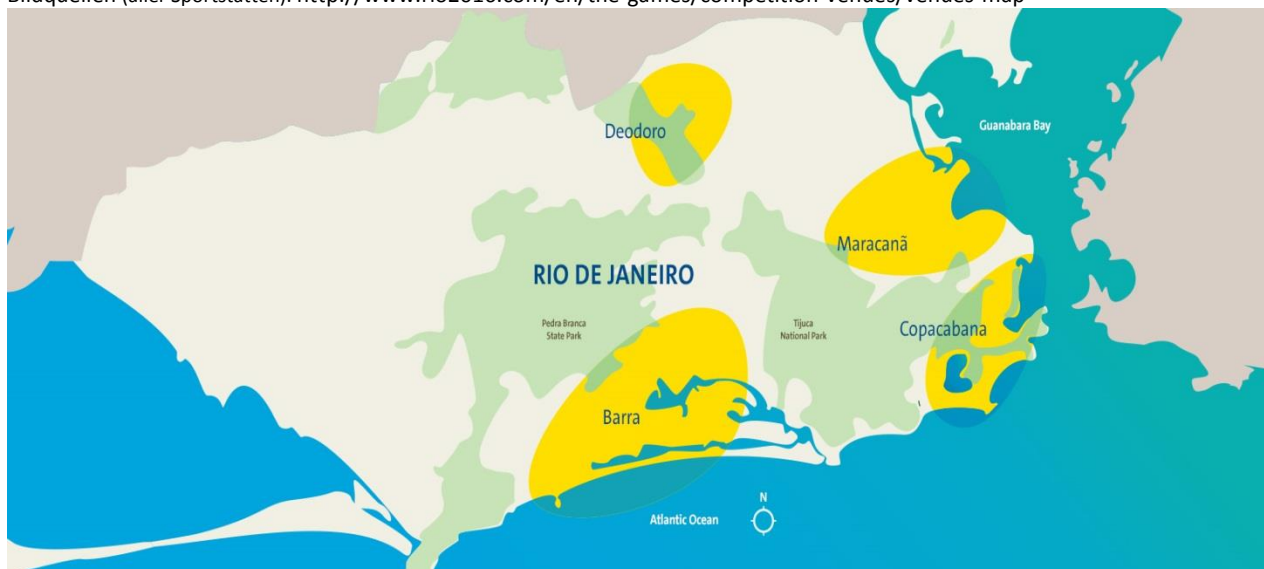 Bildquellen (aller Sportstätten): http://www.rio2016.com/en/the-games/competition-venues/venues-map
Deodoro
Guanabara Bay
Maracanã
RIO DE JANEIRO
Pedra Branca
State Park
Tijuca
National Park
Copacabana
Barra
N
Atlantic Ocean